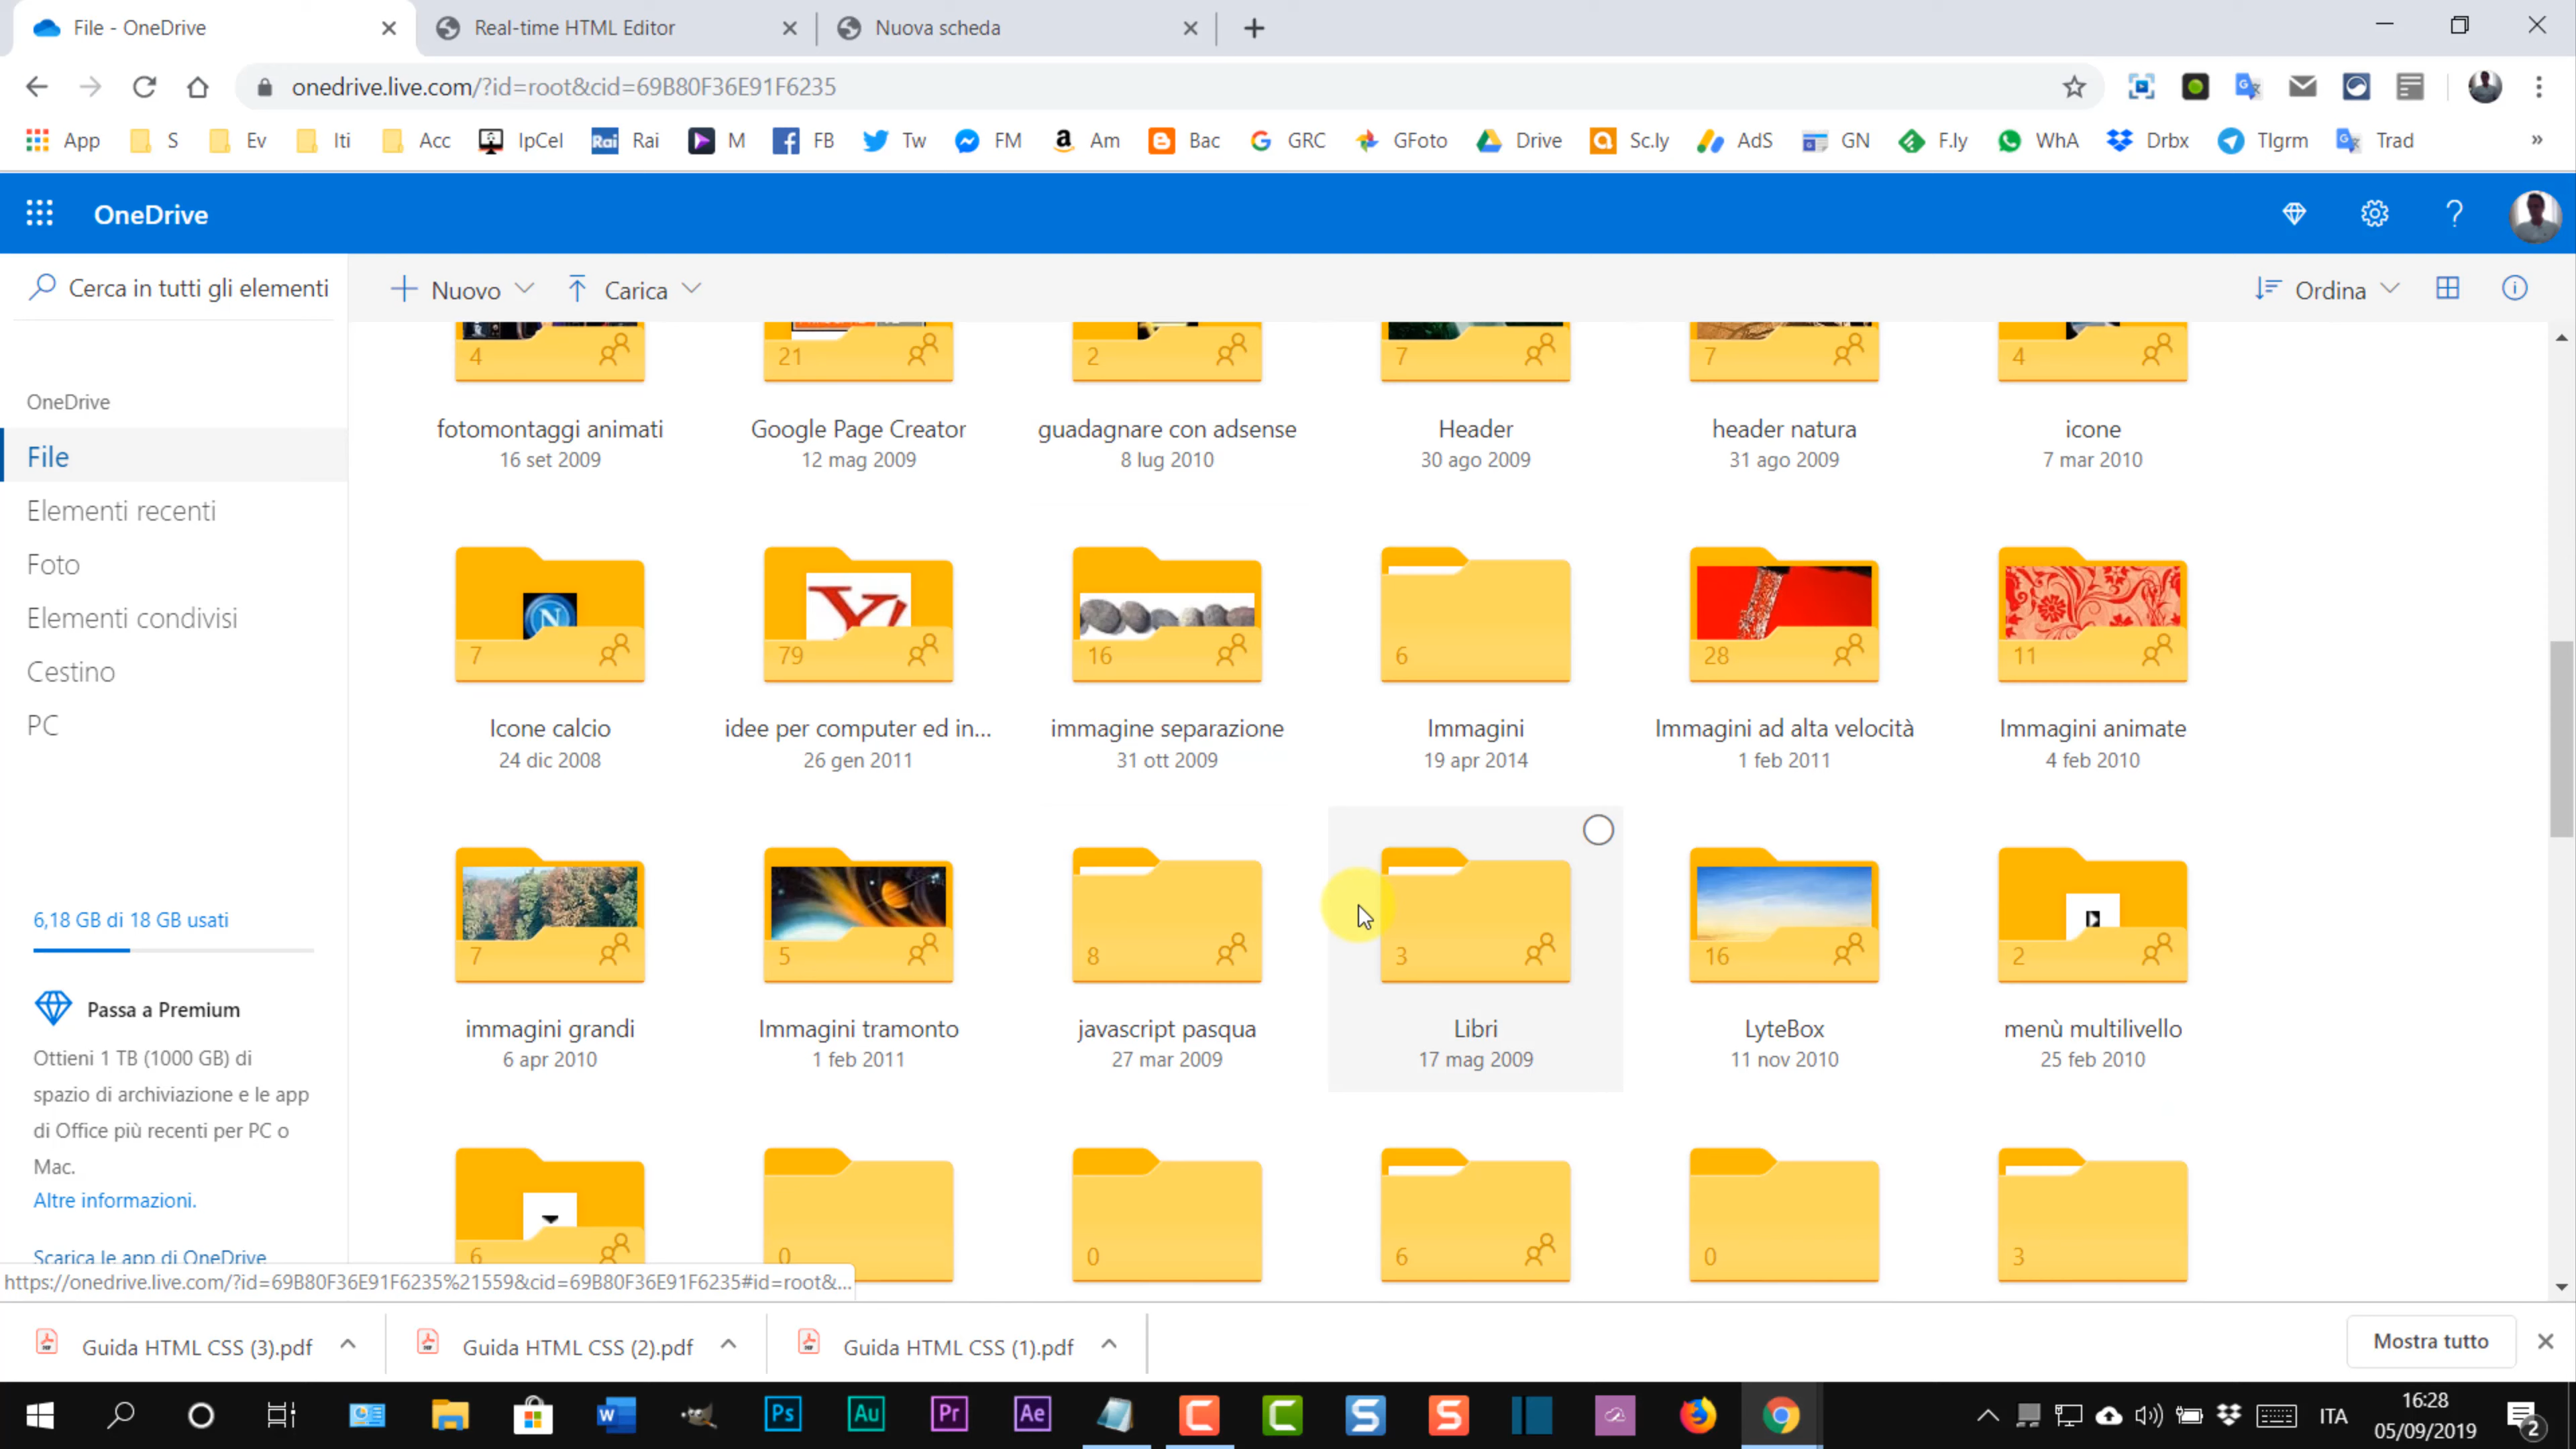 File - OneDrive
Real-time HTML Editor
Nuova scheda
onedrive.live.com/?id=root&cid=69B80F36E91F6235
App S Ev Iti Acc IpCel Rai Rai M FB Tw FM Am Bac GRC GFoto Drive Sc.ly AdS GN F.ly WhA Drbx Tlgrm Trad »
OneDrive
Cerca in tutti gli elementi
Nuovo
Carica
Ordina
OneDrive
File
Elementi recenti
Foto
Elementi condivisi
Cestino
PC
6,18 GB di 18 GB usati
Passa a Premium
Ottieni 1 TB (1000 GB) di
spazio di archiviazione e le app
di Office più recenti per PC o
Mac.
Altre informazioni.
Scarica le app di OneDrive
4 21 2 7 7 4
fotomontaggi animati Google Page Creator guadagnare con adsense Header header natura icone
16 set 2009 12 mag 2009 8 lug 2010 30 ago 2009 31 ago 2009 7 mar 2010
7 79 16 6 28 11
Icone calcio idee per computer ed in... immagine separazione Immagini Immagini ad alta velocità Immagini animate
24 dic 2008 26 gen 2011 31 ott 2009 19 apr 2014 1 feb 2011 4 feb 2010
7 5 8 3 16 2
immagini grandi Immagini tramonto javascript pasqua Libri LyteBox menù multilivello
6 apr 2010 1 feb 2011 27 mar 2009 17 mag 2009 11 nov 2010 25 feb 2010
6 0 0 6 0 3
https://onedrive.live.com/?id=69B80F36E91F6235%21559&cid=69B80F36E91F6235#id=root&...
Guida HTML CSS (3).pdf
Guida HTML CSS (2).pdf
Guida HTML CSS (1).pdf
Mostra tutto
Ps Au Pr Ae
ITA
16:28
05/09/2019
2